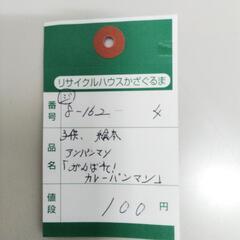 リサイクルハウスかざぐるま
番号 8-162
品名 子供、絵本
アンパンマン
「がんばれ!
カレーパンマン」
値段 100 円